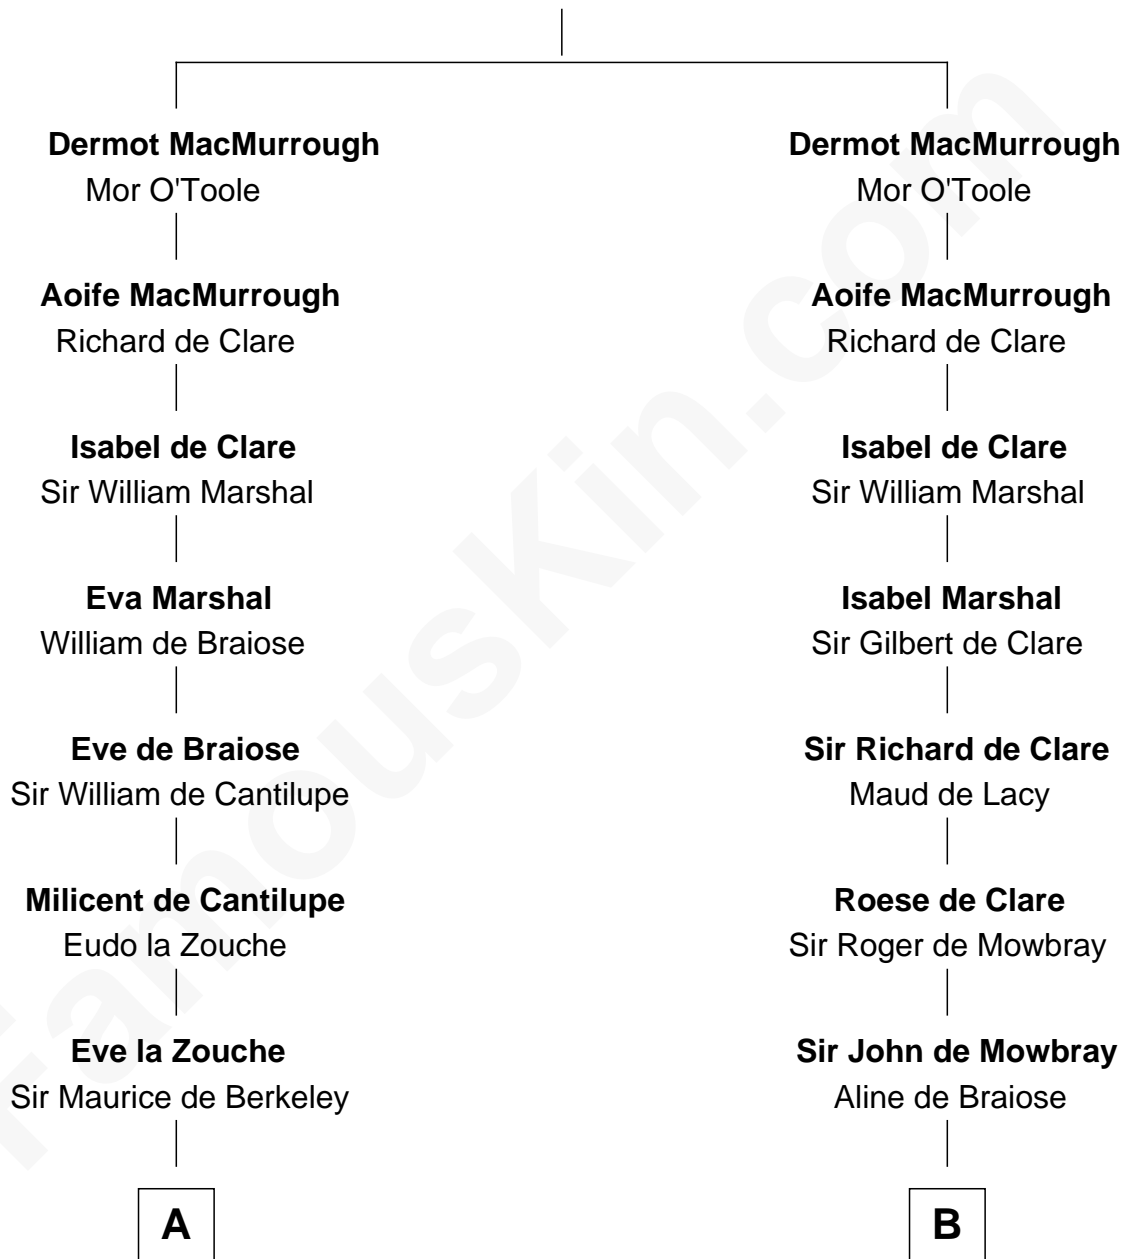 Dermot MacMurrough
Mor O'Toole
Aoife MacMurrough
Richard de Clare
Isabel de Clare
Sir William Marshal
Eva Marshal
William de Braiose
Eve de Braiose
Sir William de Cantilupe
Milicent de Cantilupe
Eudo la Zouche
Eve la Zouche
Sir Maurice de Berkeley
A
Dermot MacMurrough
Mor O'Toole
Aoife MacMurrough
Richard de Clare
Isabel de Clare
Sir William Marshal
Isabel Marshal
Sir Gilbert de Clare
Sir Richard de Clare
Maud de Lacy
Roese de Clare
Sir Roger de Mowbray
Sir John de Mowbray
Aline de Braiose
B
FamousKin.com